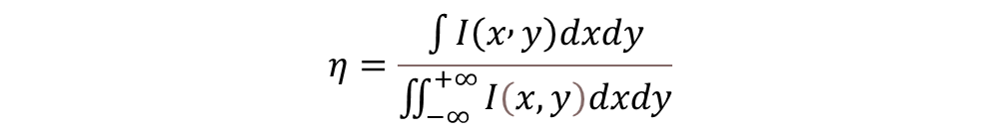 η = ∫ I(x, y)dxdy / ∬_{-∞}^{+∞} I(x, y)dxdy